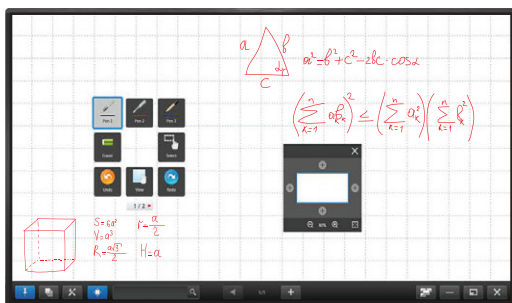 a b
α
c
a² = b² + c² - 2bc · cosα
(∑ₖ₌₁ⁿ aₖbₖ)² ≤ (∑ₖ₌₁ⁿ aₖ²)(∑ₖ₌₁ⁿ bₖ²)
Pen 1 Pen 2 Pen 3
Eraser Select
Undo View Redo
1 / 2
S=6a² r=a/2
V=a³
R=a√3/2 H=a